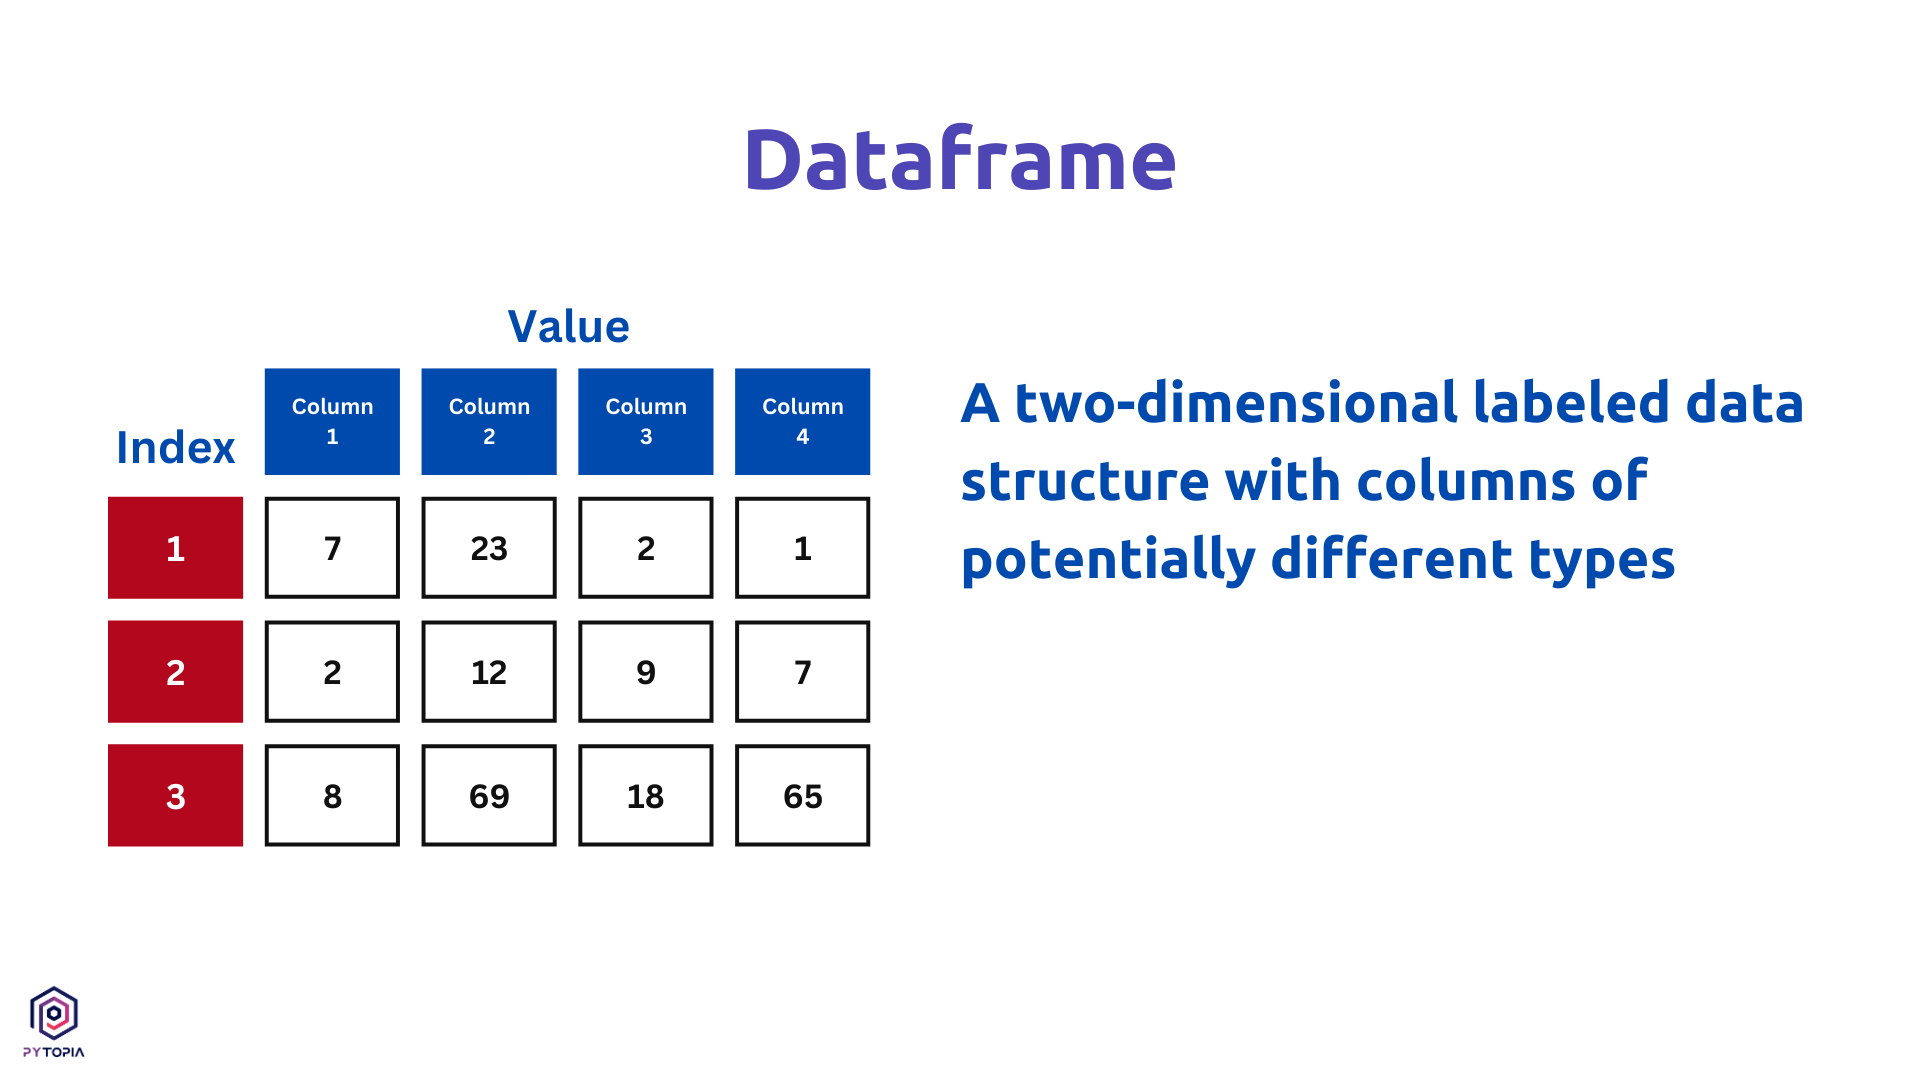 Dataframe
Value
Index
Column 1
Column 2
Column 3
Column 4
1 7 23 2 1
2 2 12 9 7
3 8 69 18 65
A two-dimensional labeled data
structure with columns of
potentially different types
PYTOPIA